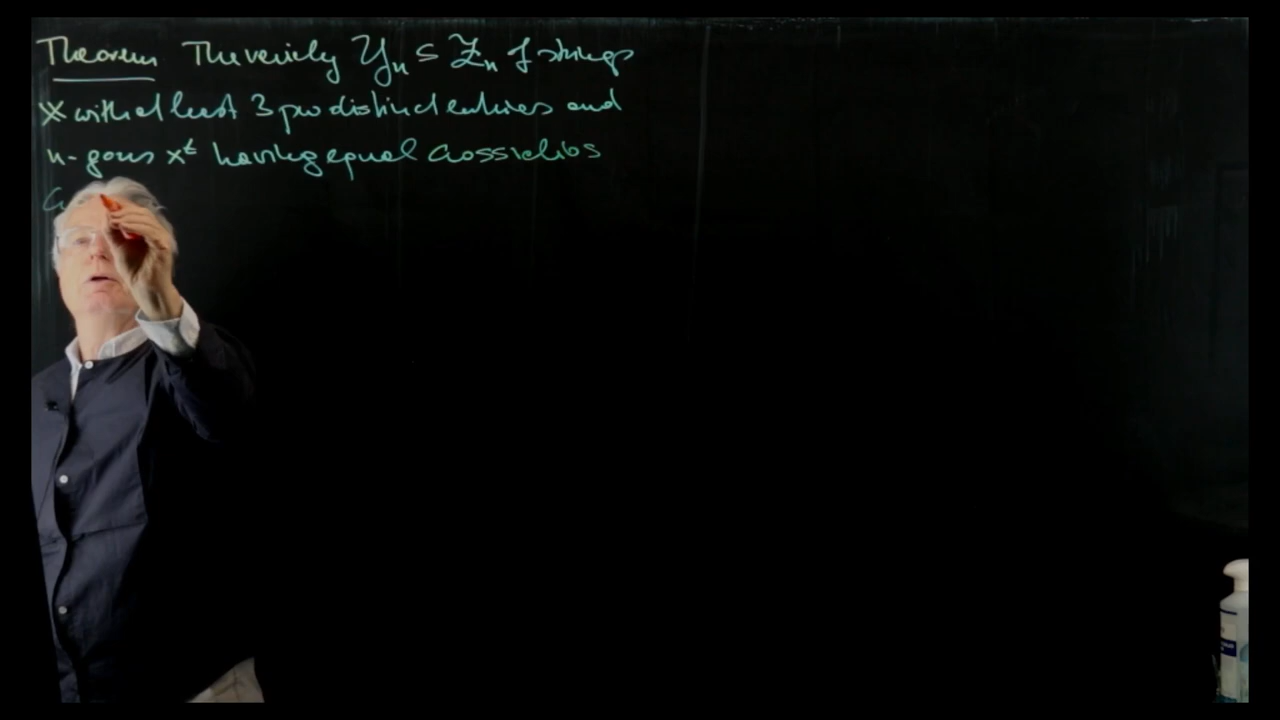 Theorem The variety Y_n ⊂ Z_n of strings
x with at least 3 pw distinct entries and
n-gons x^t having equal crossratios